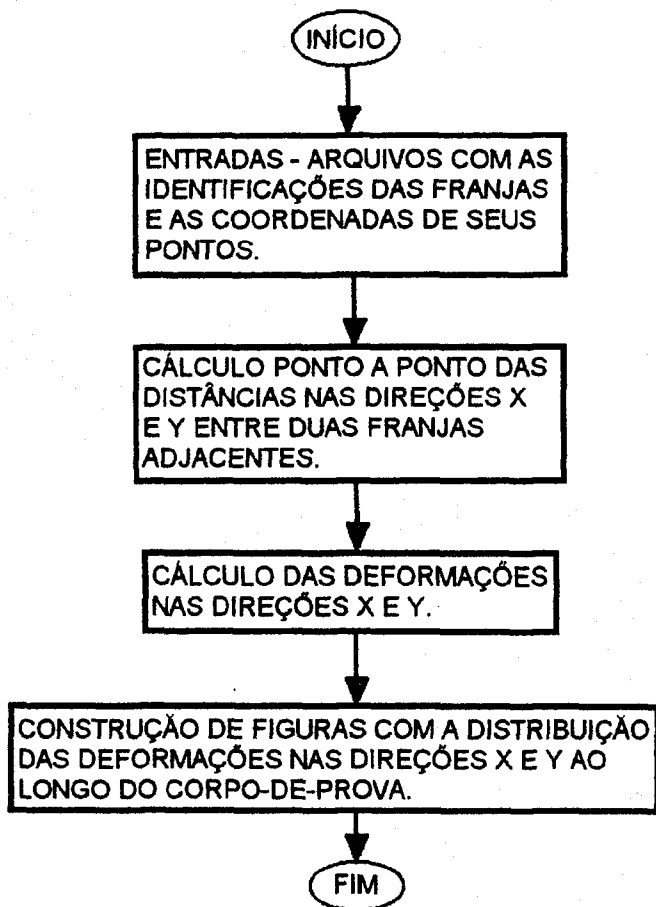 INÍCIO
ENTRADAS - ARQUIVOS COM AS
IDENTIFICAÇÕES DAS FRANJAS
E AS COORDENADAS DE SEUS
PONTOS.
CÁLCULO PONTO A PONTO DAS
DISTÂNCIAS NAS DIREÇÕES X
E Y ENTRE DUAS FRANJAS
ADJACENTES.
CÁLCULO DAS DEFORMAÇÕES
NAS DIREÇÕES X E Y.
CONSTRUÇÃO DE FIGURAS COM A DISTRIBUIÇÃO
DAS DEFORMAÇÕES NAS DIREÇÕES X E Y AO
LONGO DO CORPO-DE-PROVA.
FIM